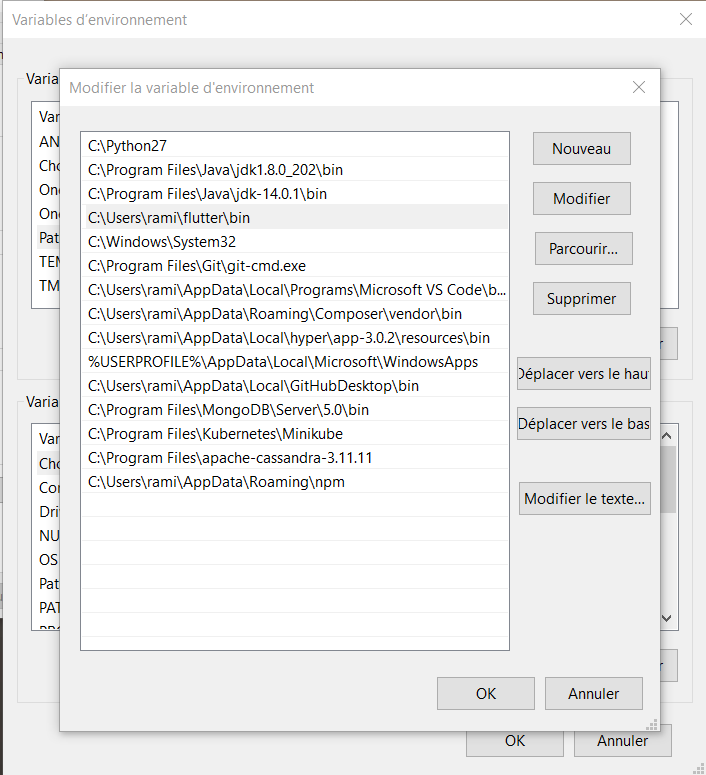 Variables d'environnement
Modifier la variable d'environnement
C:\Python27
C:\Program Files\Java\jdk1.8.0_202\bin
C:\Program Files\Java\jdk-14.0.1\bin
C:\Users\rami\flutter\bin
C:\Windows\System32
C:\Program Files\Git\git-cmd.exe
C:\Users\rami\AppData\Local\Programs\Microsoft VS Code\b...
C:\Users\rami\AppData\Roaming\Composer\vendor\bin
C:\Users\rami\AppData\Local\hyper\app-3.0.2\resources\bin
%USERPROFILE%\AppData\Local\Microsoft\WindowsApps
C:\Users\rami\AppData\Local\GitHubDesktop\bin
C:\Program Files\MongoDB\Server\5.0\bin
C:\Program Files\Kubernetes\Minikube
C:\Program Files\apache-cassandra-3.11.11
C:\Users\rami\AppData\Roaming\npm
Nouveau
Modifier
Parcourir...
Supprimer
Déplacer vers le hau
Déplacer vers le bas
Modifier le texte...
OK
Annuler
Varia
Var
AN
Cho
One
One
Pat
TEM
TM
Varia
Var
Cho
Con
Dri
NU
OS
Pat
PAT
OK
Annuler